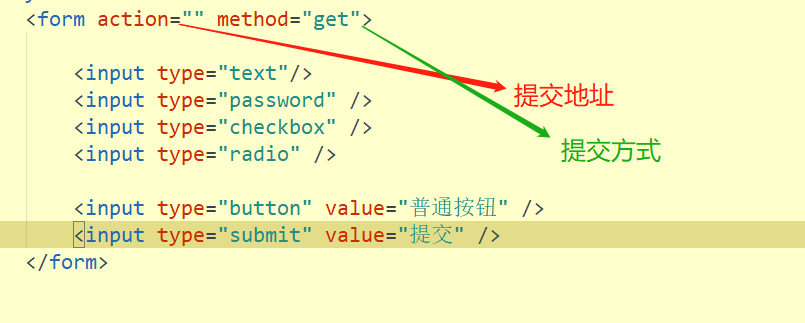 <form action="" method="get">
<input type="text"/>
<input type="password" />
提交地址
<input type="checkbox" />
<input type="radio" />
提交方式
<input type="button" value="普通按钮" />
<input type="submit" value="提交" />
</form>